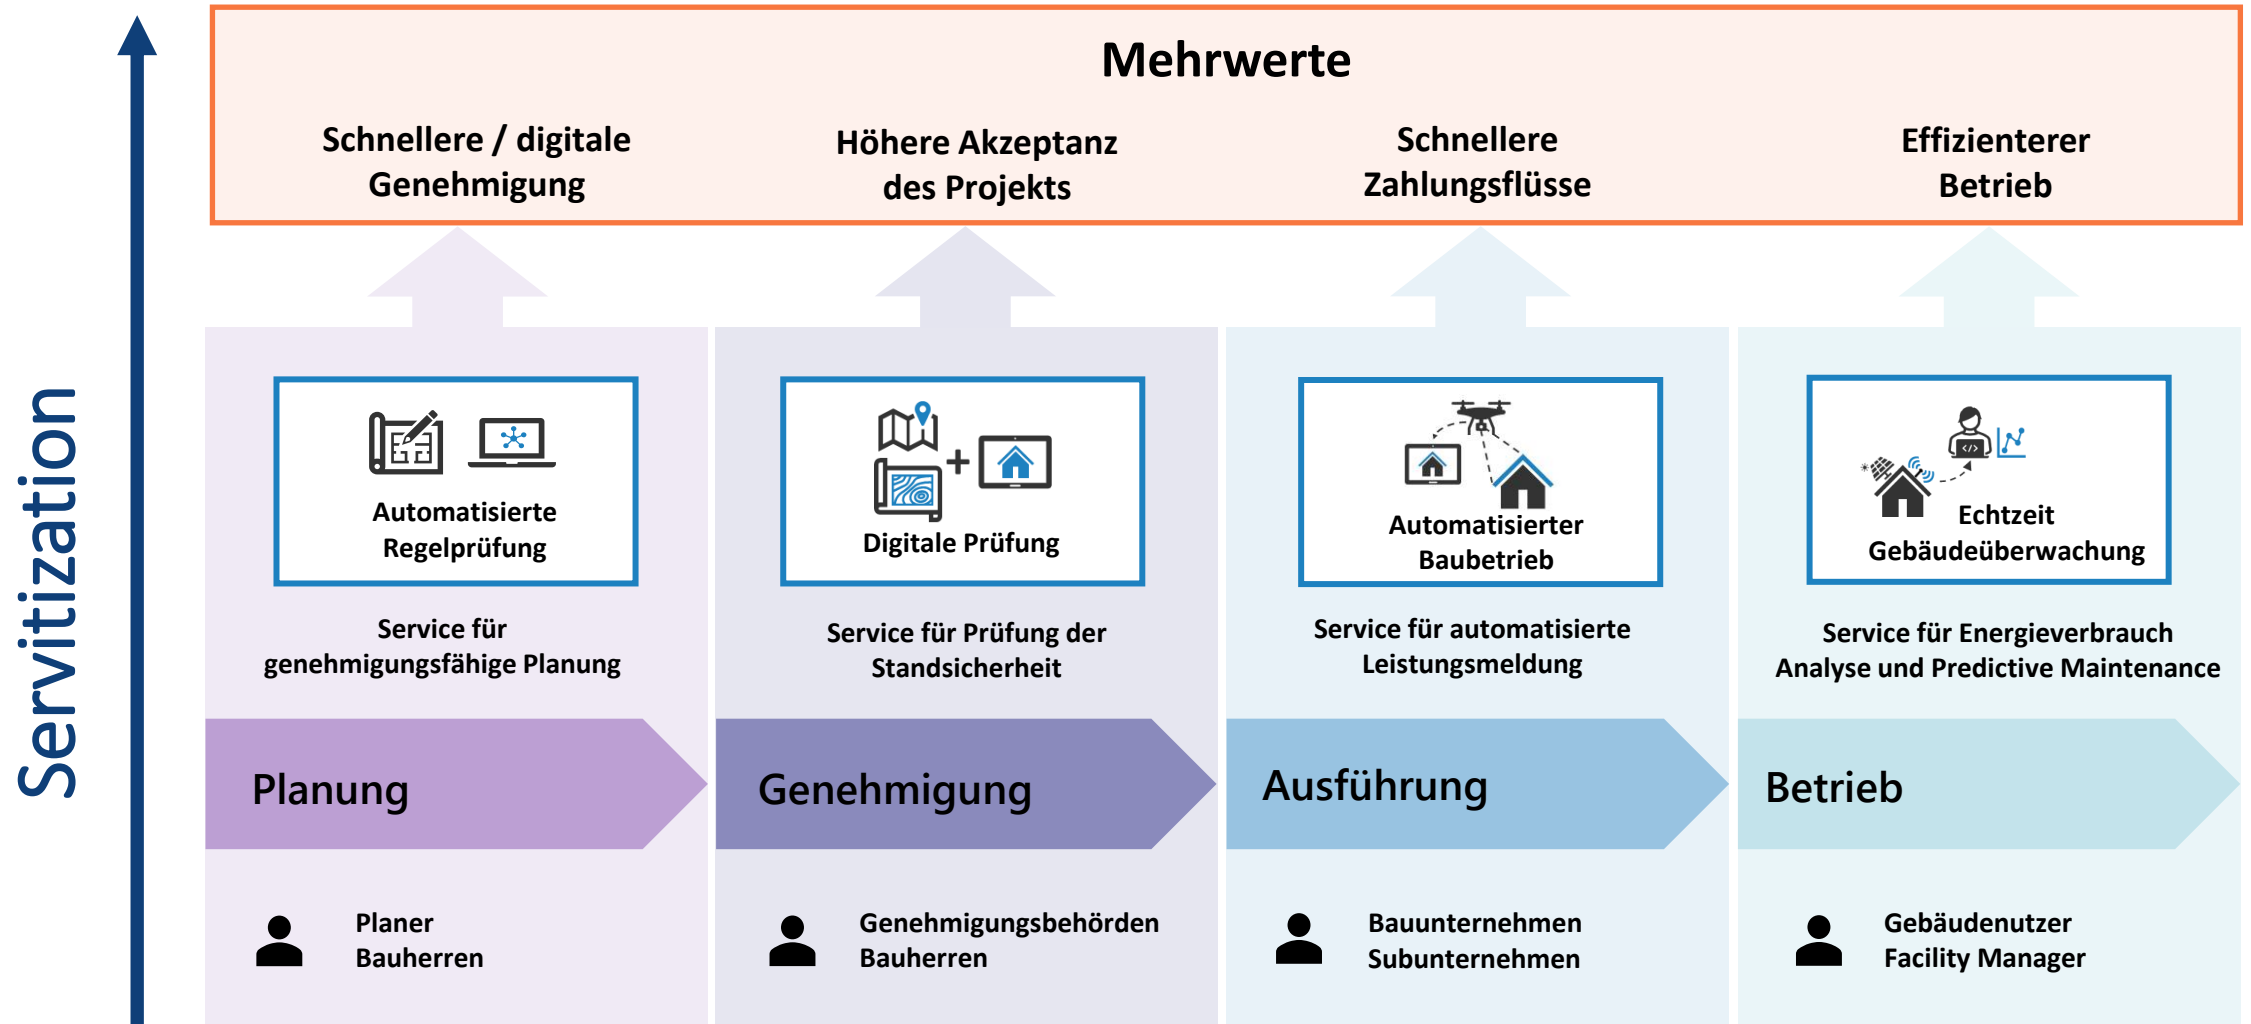 Servitization
Mehrwerte
Schnellere / digitale
Genehmigung
Höhere Akzeptanz
des Projekts
Schnellere
Zahlungsflüsse
Effizienterer
Betrieb
Automatisierte
Regelprüfung
Service für
genehmigungsfähige Planung
Planung
Planer
Bauherren
Digitale Prüfung
Service für Prüfung der
Standsicherheit
Genehmigung
Genehmigungsbehörden
Bauherren
Automatisierter
Baubetrieb
Service für automatisierte
Leistungsmeldung
Ausführung
Bauunternehmen
Subunternehmen
Echtzeit
Gebäudeüberwachung
Service für Energieverbrauch
Analyse und Predictive Maintenance
Betrieb
Gebäudenutzer
Facility Manager